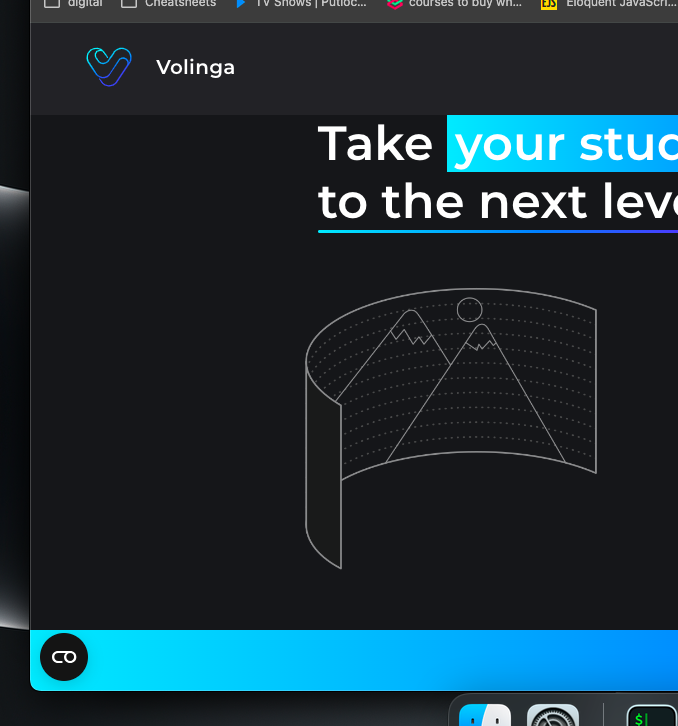 digital Cheatsheets TV Shows | Putloc... courses to buy wh... Eloquent JavaScri...
Volinga
Take your stud
to the next leve
$